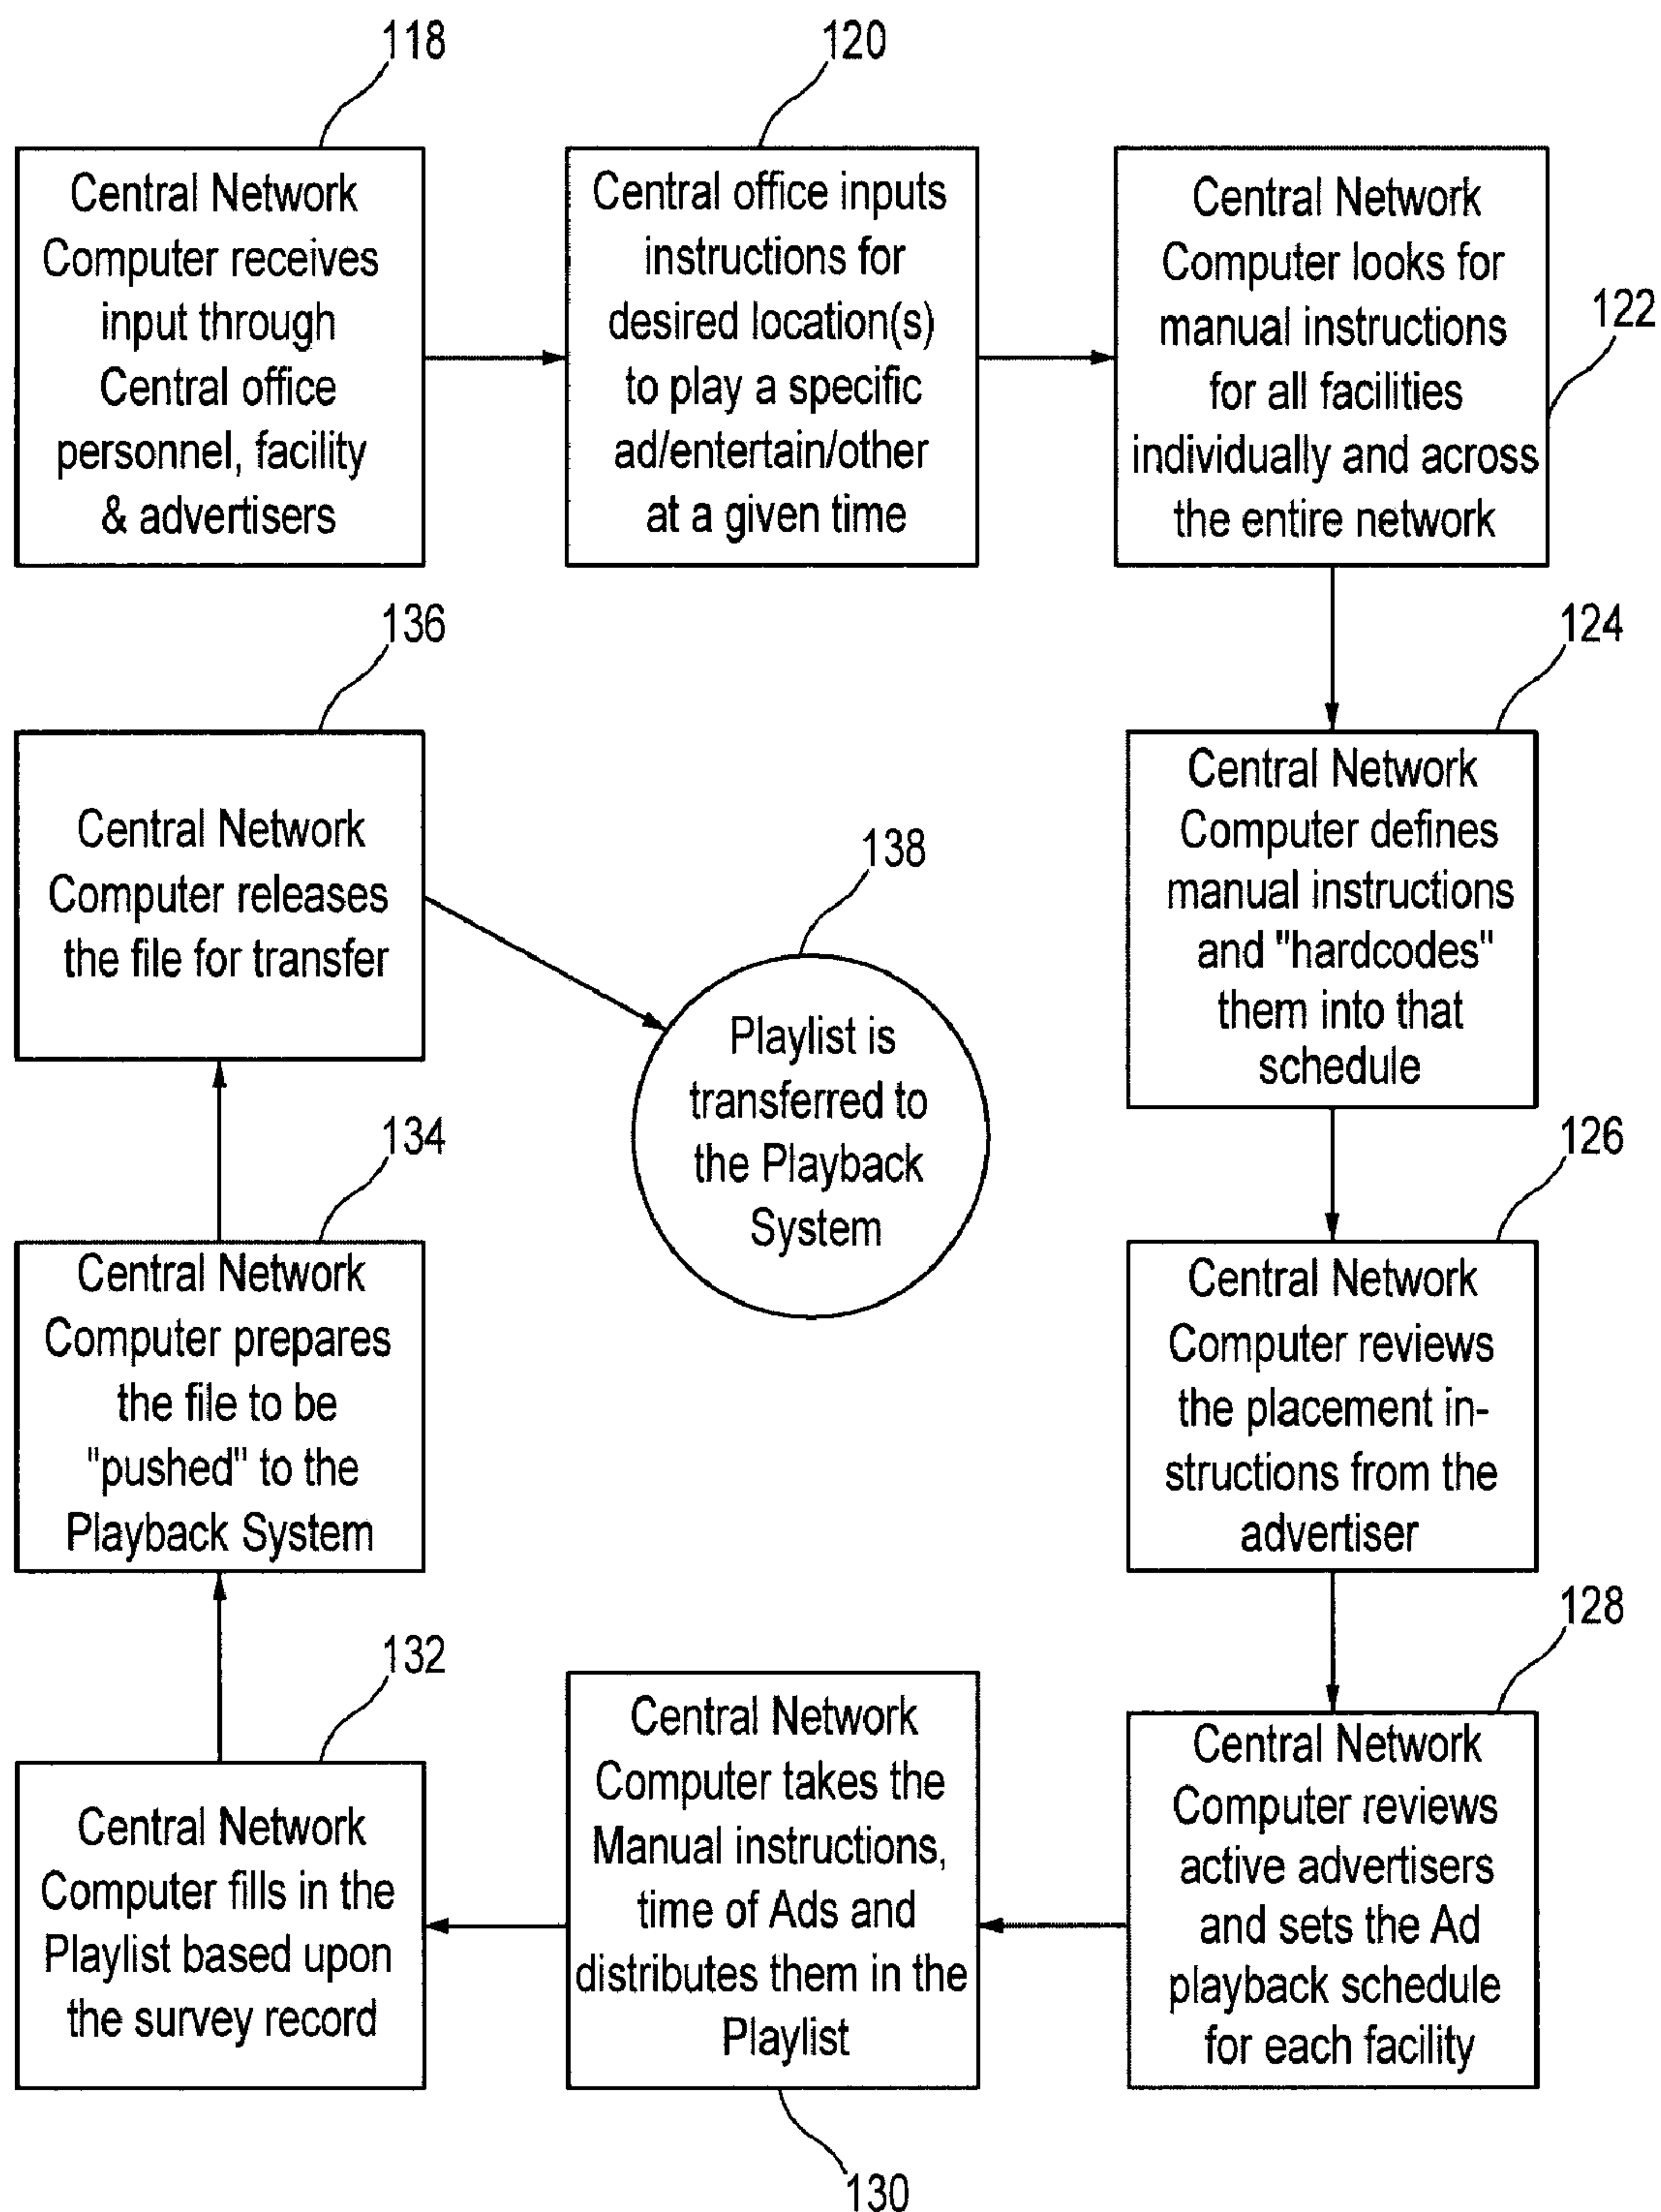 118
Central Network
Computer receives
input through
Central office
personnel, facility
& advertisers
120
Central office inputs
instructions for
desired location(s)
to play a specific
ad/entertain/other
at a given time
Central Network
Computer looks for
manual instructions
for all facilities
individually and across
the entire network
122
124
Central Network
Computer defines
manual instructions
and "hardcodes"
them into that
schedule
126
Central Network
Computer reviews
the placement in-
structions from the
advertiser
128
Central Network
Computer reviews
active advertisers
and sets the Ad
playback schedule
for each facility
Central Network
Computer takes the
Manual instructions,
time of Ads and
distributes them in the
Playlist
130
132
Central Network
Computer fills in the
Playlist based upon
the survey record
134
Central Network
Computer prepares
the file to be
"pushed" to the
Playback System
136
Central Network
Computer releases
the file for transfer
138
Playlist is
transferred to
the Playback
System